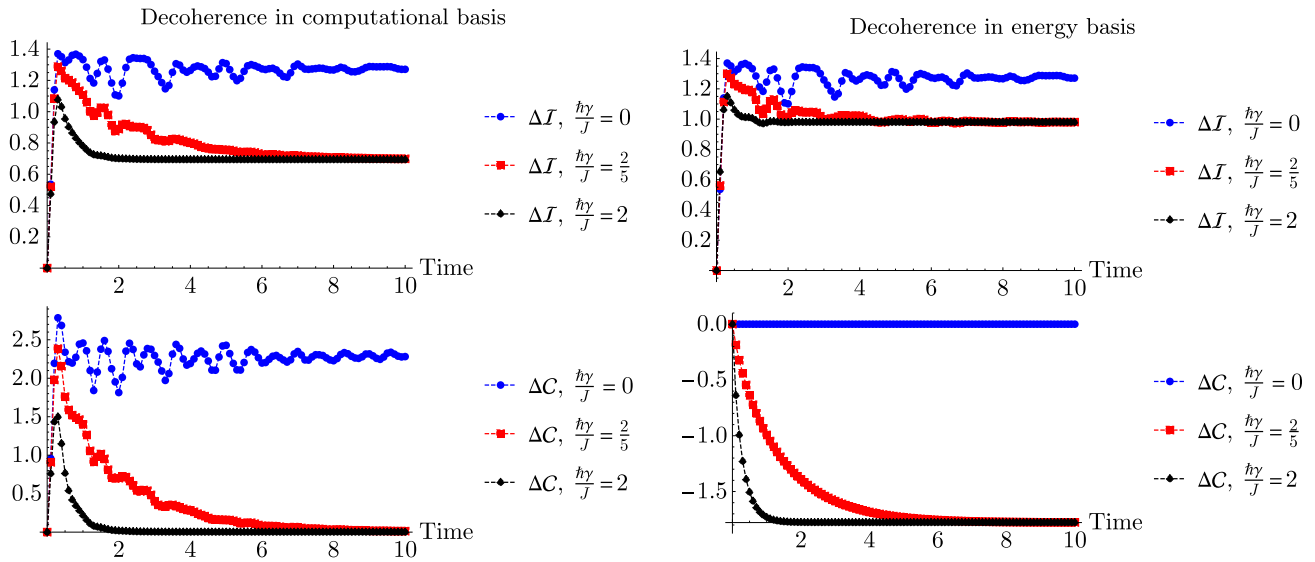 Decoherence in computational basis
1.4
1.2
1.0
0.8
0.6
0.4
0.2
2 4 6 8 10
Time
ΔI, ħγ/J = 0
ΔI, ħγ/J = 2/5
ΔI, ħγ/J = 2
Decoherence in energy basis
1.4
1.2
1.0
0.8
0.6
0.4
0.2
2 4 6 8 10
Time
ΔI, ħγ/J = 0
ΔI, ħγ/J = 2/5
ΔI, ħγ/J = 2
2.5
2.0
1.5
1.0
0.5
2 4 6 8 10
Time
ΔC, ħγ/J = 0
ΔC, ħγ/J = 2/5
ΔC, ħγ/J = 2
0.0
−0.5
−1.0
−1.5
2 4 6 8 10
Time
ΔC, ħγ/J = 0
ΔC, ħγ/J = 2/5
ΔC, ħγ/J = 2